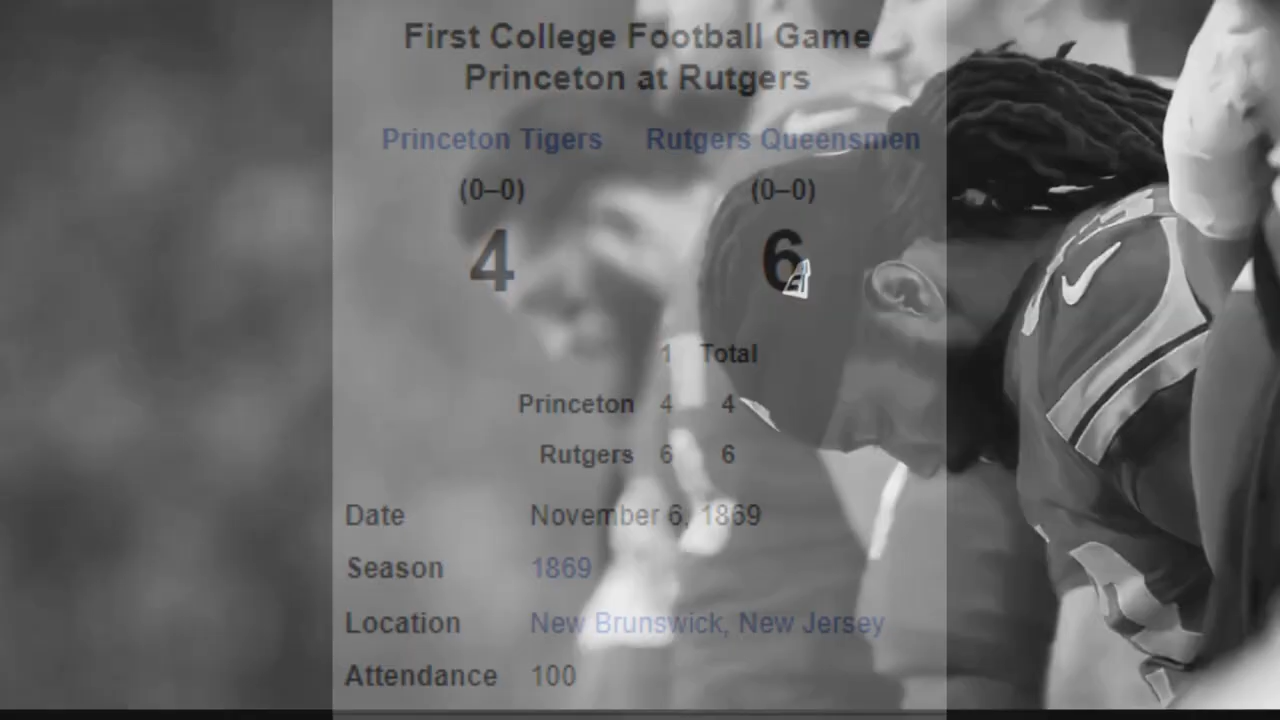 First College Football Game
Princeton at Rutgers
Princeton Tigers Rutgers Queensmen
(0–0) (0–0)
4 6
1 Total
Princeton 4 4
Rutgers 6 6
Date November 6, 1869
Season 1869
Location New Brunswick, New Jersey
Attendance 100